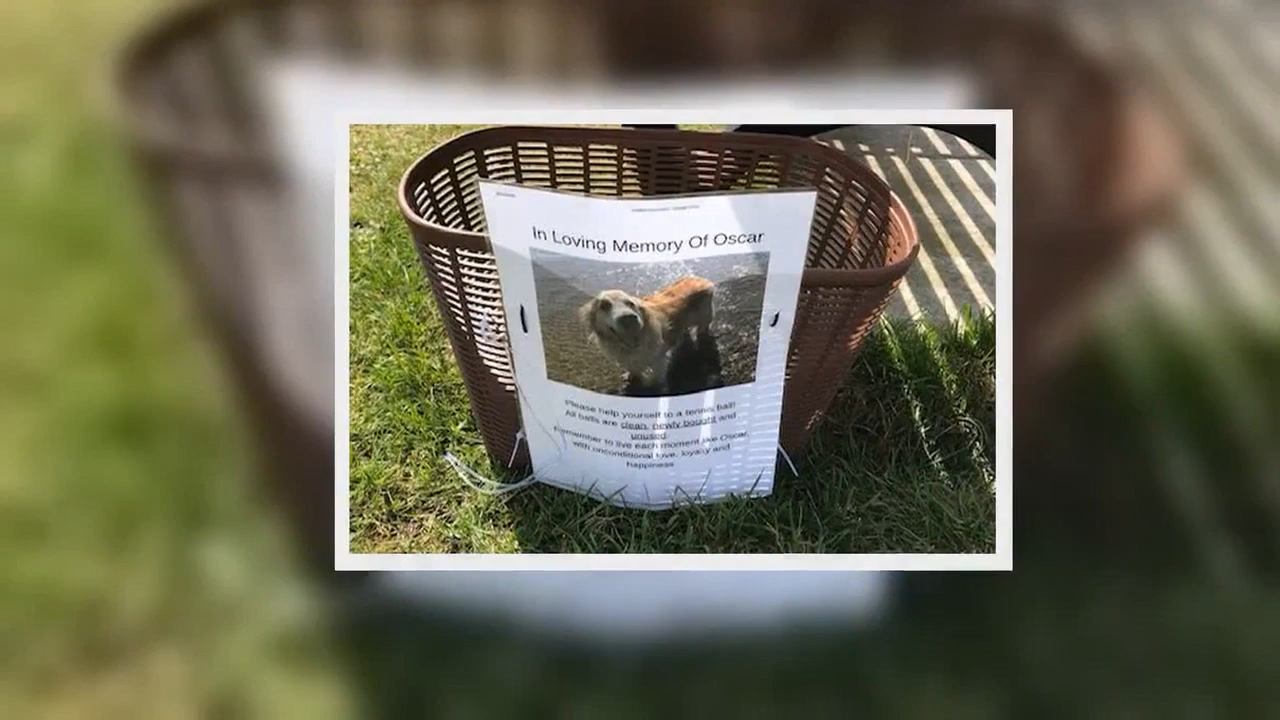 In Loving Memory Of Oscar
Please help yourself to a tennis ball!
All balls are clean, newly bought and
unused.
Remember to live each moment like Oscar,
with unconditional love, loyalty and
happiness